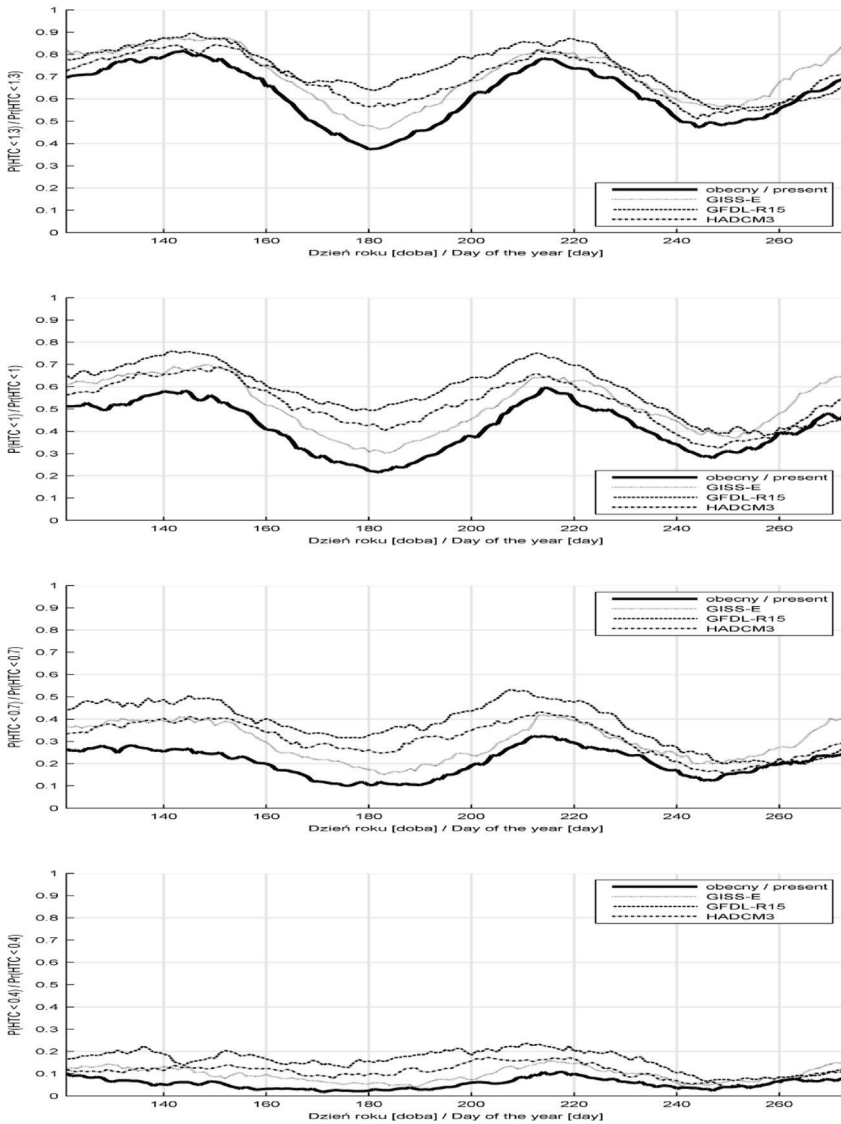 P(HTC < 1.3) / Pr(HTC < 1.3)
1
0.9
0.8
0.7
0.6
0.5
0.4
0.3
0.2
0.1
0
obecny / present
GISS-E
GFDL-R15
HADCM3
140 160 180 200 220 240 260
Dzień roku [doba] / Day of the year [day]
P(HTC < 1) / Pr(HTC < 1)
1
0.9
0.8
0.7
0.6
0.5
0.4
0.3
0.2
0.1
0
obecny / present
GISS-E
GFDL-R15
HADCM3
140 160 180 200 220 240 260
Dzień roku [doba] / Day of the year [day]
P(HTC < 0.7) / Pr(HTC < 0.7)
1
0.9
0.8
0.7
0.6
0.5
0.4
0.3
0.2
0.1
0
obecny / present
GISS-E
GFDL-R15
HADCM3
140 160 180 200 220 240 260
Dzień roku [doba] / Day of the year [day]
P(HTC < 0.4) / Pr(HTC < 0.4)
1
0.9
0.8
0.7
0.6
0.5
0.4
0.3
0.2
0.1
0
obecny / present
GISS-E
GFDL-R15
HADCM3
140 160 180 200 220 240 260
Dzień roku [doba] / Day of the year [day]